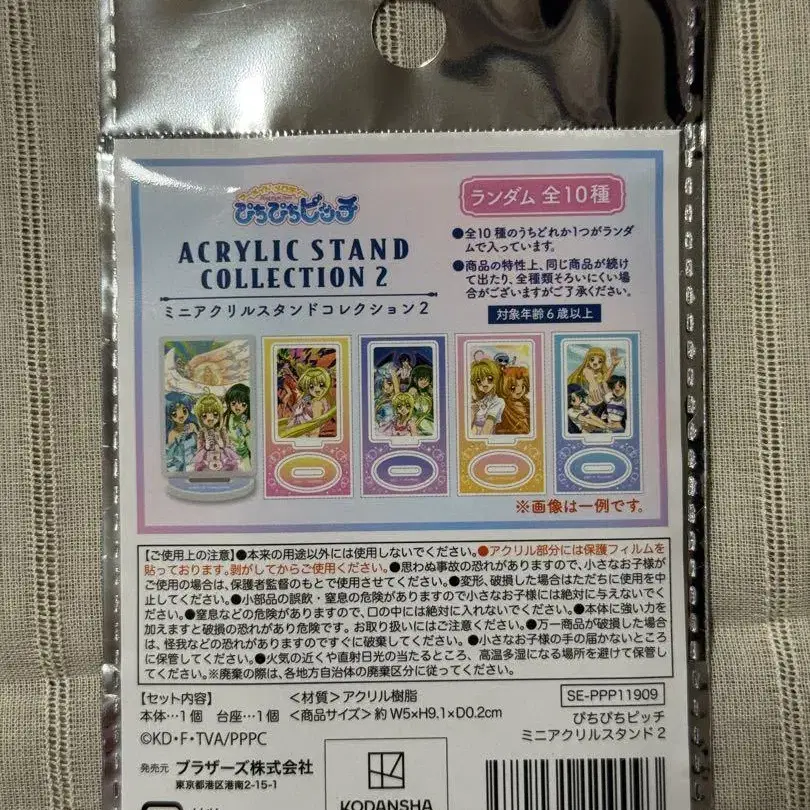 ぴちぴちピッチ
ランダム 全10種
ACRYLIC STAND
COLLECTION 2
ミニアクリルスタンドコレクション2
●全10種のうちどれか1つがランダ
ムで入っています。
●商品の特性上、同じ商品が続け
て出たり、全種類そろいにくい場
合がございますがご了承ください。
対象年齢6歳以上
※画像は一例です。
【ご使用上の注意】●本来の用途以外には使用しないでください。●アクリル部分には保護フィルムを
貼っております。剥がしてからご使用ください。●思わぬ事故の恐れがありますので、小さなお子様が
ご使用の場合は、保護者監督のもとで使用させてください。●変形、破損した場合はただちに使用を中
止してください。●小部品の誤飲・窒息の危険がありますので小さなお子様には絶対に与えないでくだ
さい。●窒息などの危険がありますので、口の中には絶対に入れないでください。●本体に強い力を
加えますと破損の恐れがあり危険です。お取り扱いにはご注意ください。●万一商品が破損した場合
は、怪我などの恐れがありますのですぐに破棄してください。●小さなお子様の手の届かないところ
に保管してください。●火気の近くや直射日光の当たるところ、高温多湿になる場所を避けて保管し
てください。※廃棄の際は、各地方自治体の廃棄区分に従ってください。
【セット内容】 <材質>アクリル樹脂
本体…1個 台座…1個 <商品サイズ>約W5×H9.1×D0.2cm
©KD・F・TVA/PPPC
SE-PPP11909
ぴちぴちピッチ
ミニアクリルスタンド2
発売元 ブラザーズ株式会社
東京都港区港南2-15-1
KODANSHA